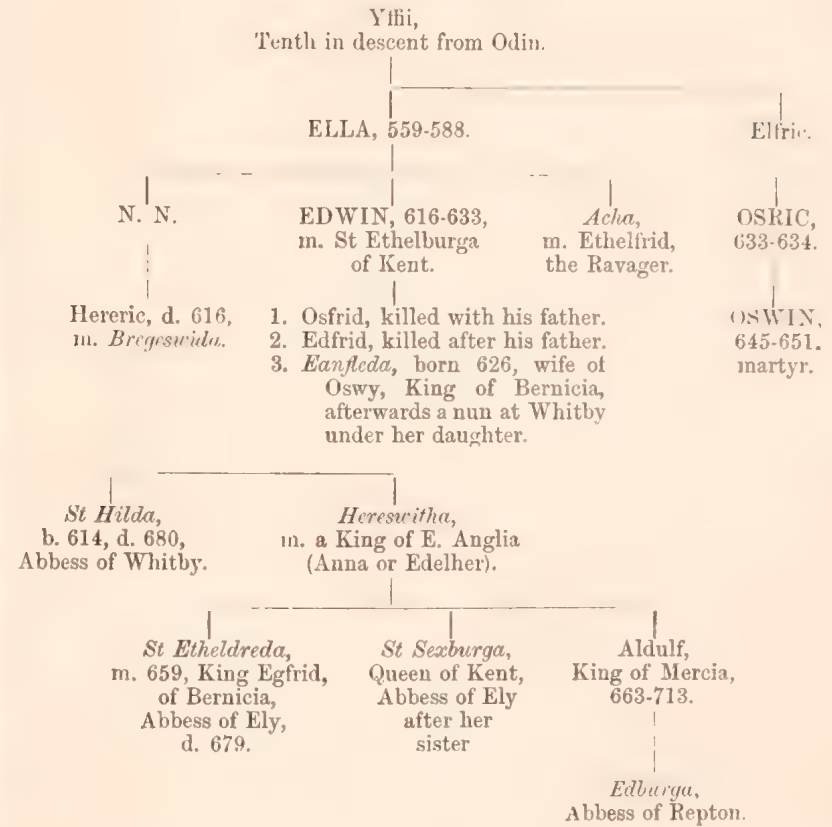 Yffii,
Tenth in descent from Odin.
ELLA, 559-588.
Elfric.
N. N.
EDWIN, 616-633,
m. St Ethelburga
of Kent.
Acha,
m. Ethelfrid,
the Ravager.
OSRIC,
633-634.
Hereric, d. 616,
m. Bregeswida.
1. Osfrid, killed with his father.
2. Edfrid, killed after his father.
3. Eanfleda, born 626, wife of
Oswy, King of Bernicia,
afterwards a nun at Whitby
under her daughter.
OSWIN,
645-651.
martyr.
St Hilda,
b. 614, d. 680,
Abbess of Whitby.
Hereswitha,
m. a King of E. Anglia
(Anna or Edelher).
St Etheldreda,
m. 659, King Egfrid,
of Bernicia,
Abbess of Ely,
d. 679.
St Sexburga,
Queen of Kent,
Abbess of Ely
after her
sister
Aldulf,
King of Mercia,
663-713.
Edburga,
Abbess of Repton.